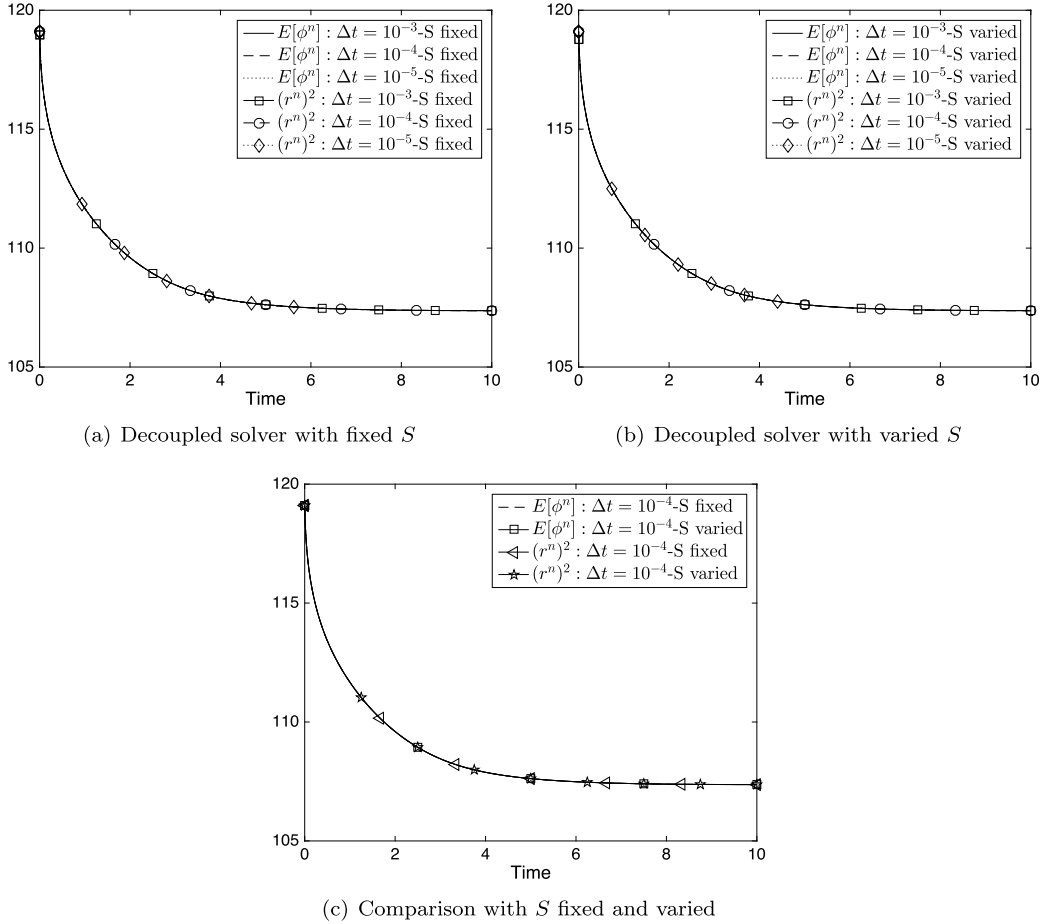 120
115
110
105
0
2
4
6
8
10
Time
E[ϕⁿ] : Δt = 10⁻³-S fixed
E[ϕⁿ] : Δt = 10⁻⁴-S fixed
E[ϕⁿ] : Δt = 10⁻⁵-S fixed
(rⁿ)² : Δt = 10⁻³-S fixed
(rⁿ)² : Δt = 10⁻⁴-S fixed
(rⁿ)² : Δt = 10⁻⁵-S fixed
(a) Decoupled solver with fixed S
120
115
110
105
0
2
4
6
8
10
Time
E[ϕⁿ] : Δt = 10⁻³-S varied
E[ϕⁿ] : Δt = 10⁻⁴-S varied
E[ϕⁿ] : Δt = 10⁻⁵-S varied
(rⁿ)² : Δt = 10⁻³-S varied
(rⁿ)² : Δt = 10⁻⁴-S varied
(rⁿ)² : Δt = 10⁻⁵-S varied
(b) Decoupled solver with varied S
120
115
110
105
0
2
4
6
8
10
Time
E[ϕⁿ] : Δt = 10⁻⁴-S fixed
E[ϕⁿ] : Δt = 10⁻⁴-S varied
(rⁿ)² : Δt = 10⁻⁴-S fixed
(rⁿ)² : Δt = 10⁻⁴-S varied
(c) Comparison with S fixed and varied